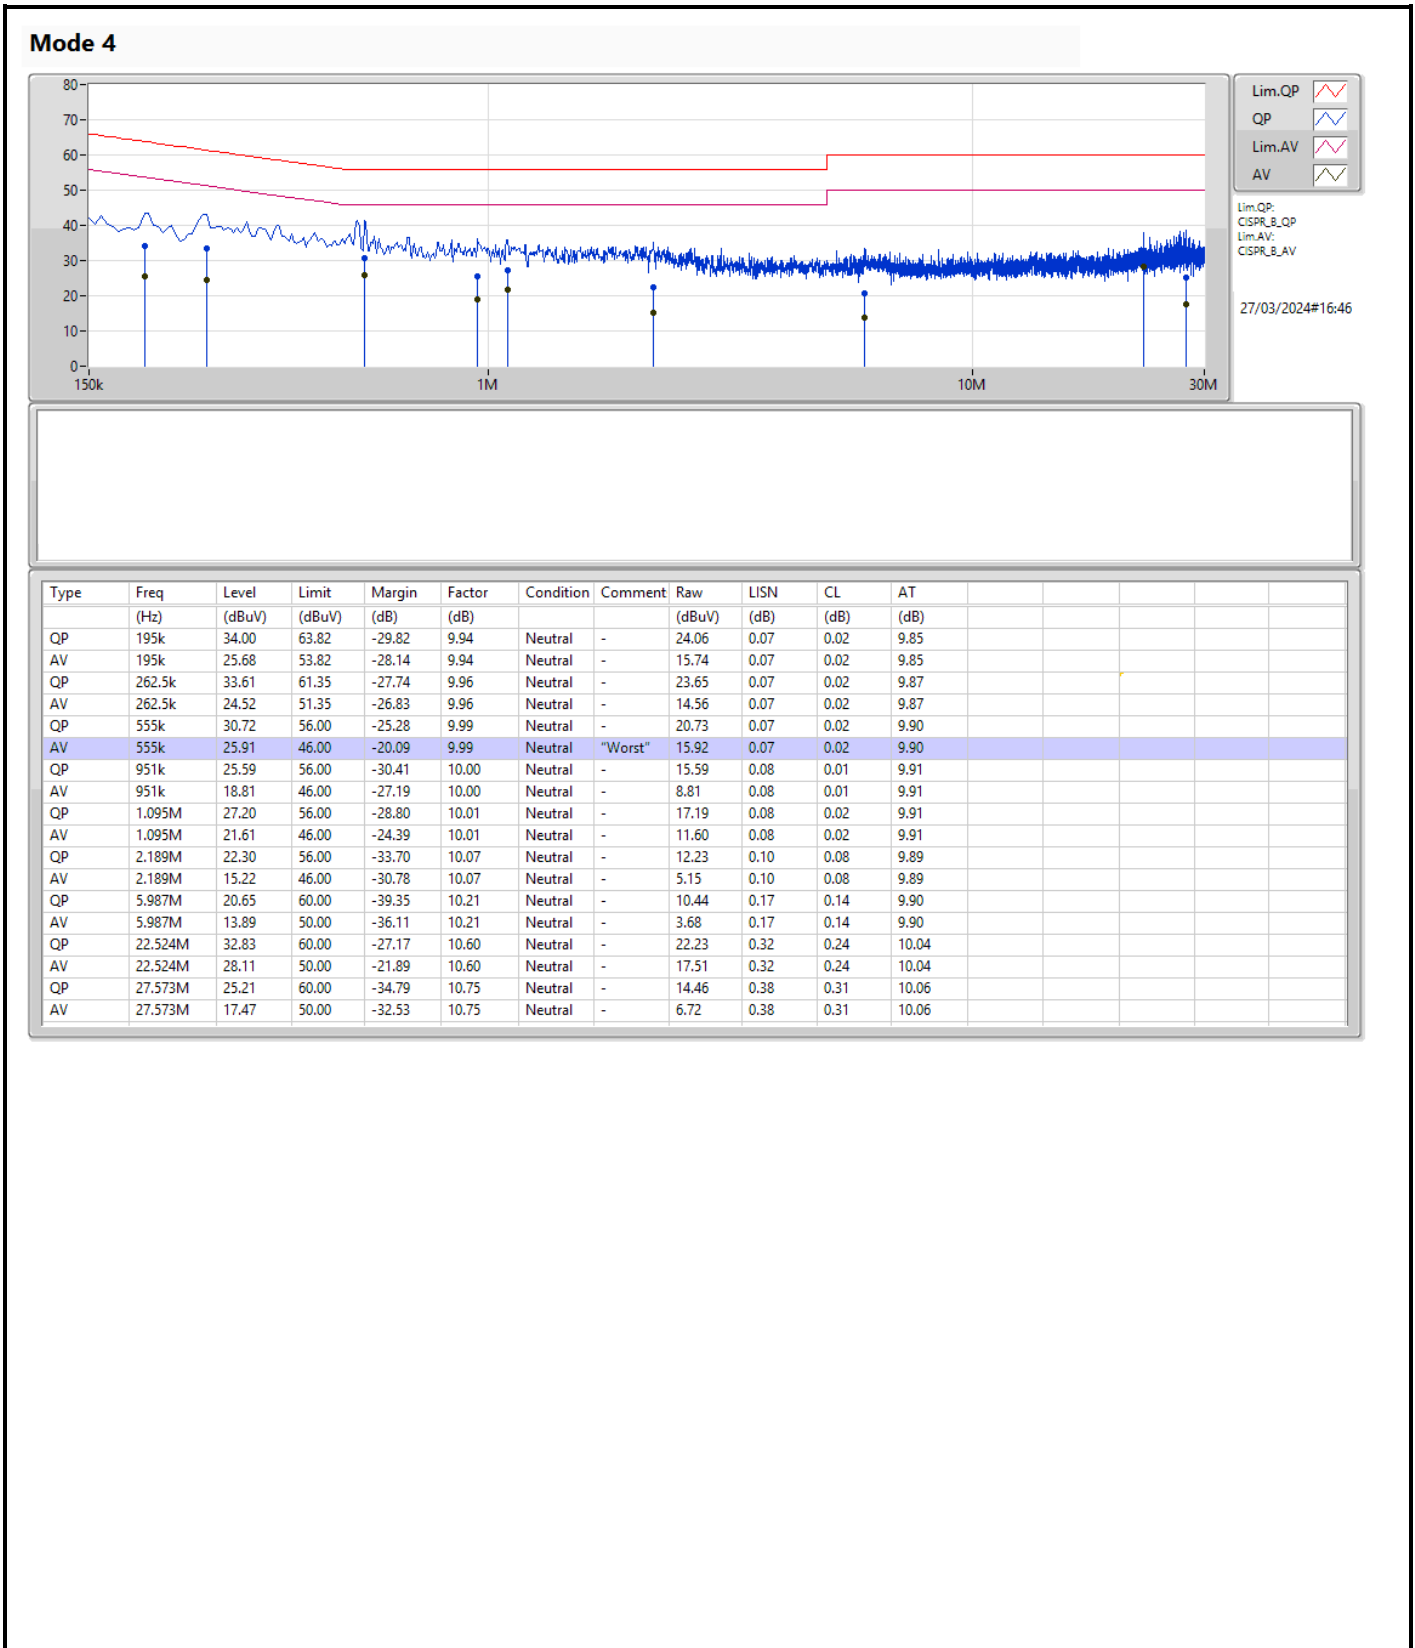 Mode 4
80
70
60
50
40
30
20
10
0
150k 1M 10M 30M
Lim.QP
QP
Lim.AV
AV
Lim.QP:
CISPR_B_QP
Lim.AV:
CISPR_B_AV
27/03/2024#16:46
Type Freq Level Limit Margin Factor Condition Comment Raw LISN CL AT
(Hz) (dBuV) (dBuV) (dB) (dB) (dBuV) (dB) (dB) (dB)
QP 195k 34.00 63.82 -29.82 9.94 Neutral - 24.06 0.07 0.02 9.85
AV 195k 25.68 53.82 -28.14 9.94 Neutral - 15.74 0.07 0.02 9.85
QP 262.5k 33.61 61.35 -27.74 9.96 Neutral - 23.65 0.07 0.02 9.87
AV 262.5k 24.52 51.35 -26.83 9.96 Neutral - 14.56 0.07 0.02 9.87
QP 555k 30.72 56.00 -25.28 9.99 Neutral - 20.73 0.07 0.02 9.90
AV 555k 25.91 46.00 -20.09 9.99 Neutral "Worst" 15.92 0.07 0.02 9.90
QP 951k 25.59 56.00 -30.41 10.00 Neutral - 15.59 0.08 0.01 9.91
AV 951k 18.81 46.00 -27.19 10.00 Neutral - 8.81 0.08 0.01 9.91
QP 1.095M 27.20 56.00 -28.80 10.01 Neutral - 17.19 0.08 0.02 9.91
AV 1.095M 21.61 46.00 -24.39 10.01 Neutral - 11.60 0.08 0.02 9.91
QP 2.189M 22.30 56.00 -33.70 10.07 Neutral - 12.23 0.10 0.08 9.89
AV 2.189M 15.22 46.00 -30.78 10.07 Neutral - 5.15 0.10 0.08 9.89
QP 5.987M 20.65 60.00 -39.35 10.21 Neutral - 10.44 0.17 0.14 9.90
AV 5.987M 13.89 50.00 -36.11 10.21 Neutral - 3.68 0.17 0.14 9.90
QP 22.524M 32.83 60.00 -27.17 10.60 Neutral - 22.23 0.32 0.24 10.04
AV 22.524M 28.11 50.00 -21.89 10.60 Neutral - 17.51 0.32 0.24 10.04
QP 27.573M 25.21 60.00 -34.79 10.75 Neutral - 14.46 0.38 0.31 10.06
AV 27.573M 17.47 50.00 -32.53 10.75 Neutral - 6.72 0.38 0.31 10.06